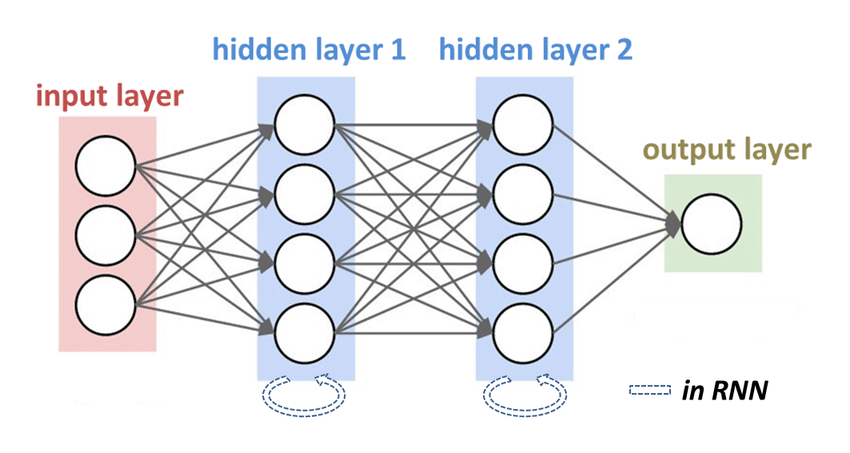 hidden layer 1
hidden layer 2
input layer
output layer
in RNN